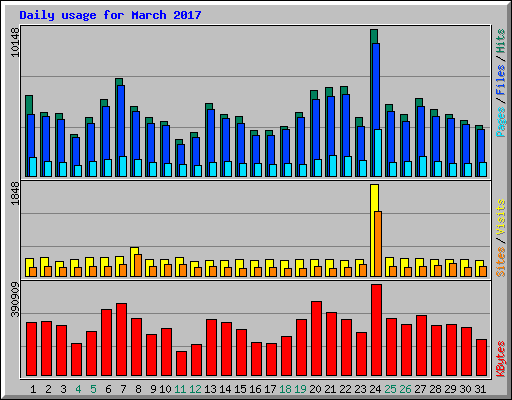 Daily usage for March 2017
10148
Pages / Files / Hits
1848
Sites / Visits
390909
KBytes
1 2 3 4 5 6 7 8 9 10 11 12 13 14 15 16 17 18 19 20 21 22 23 24 25 26 27 28 29 30 31